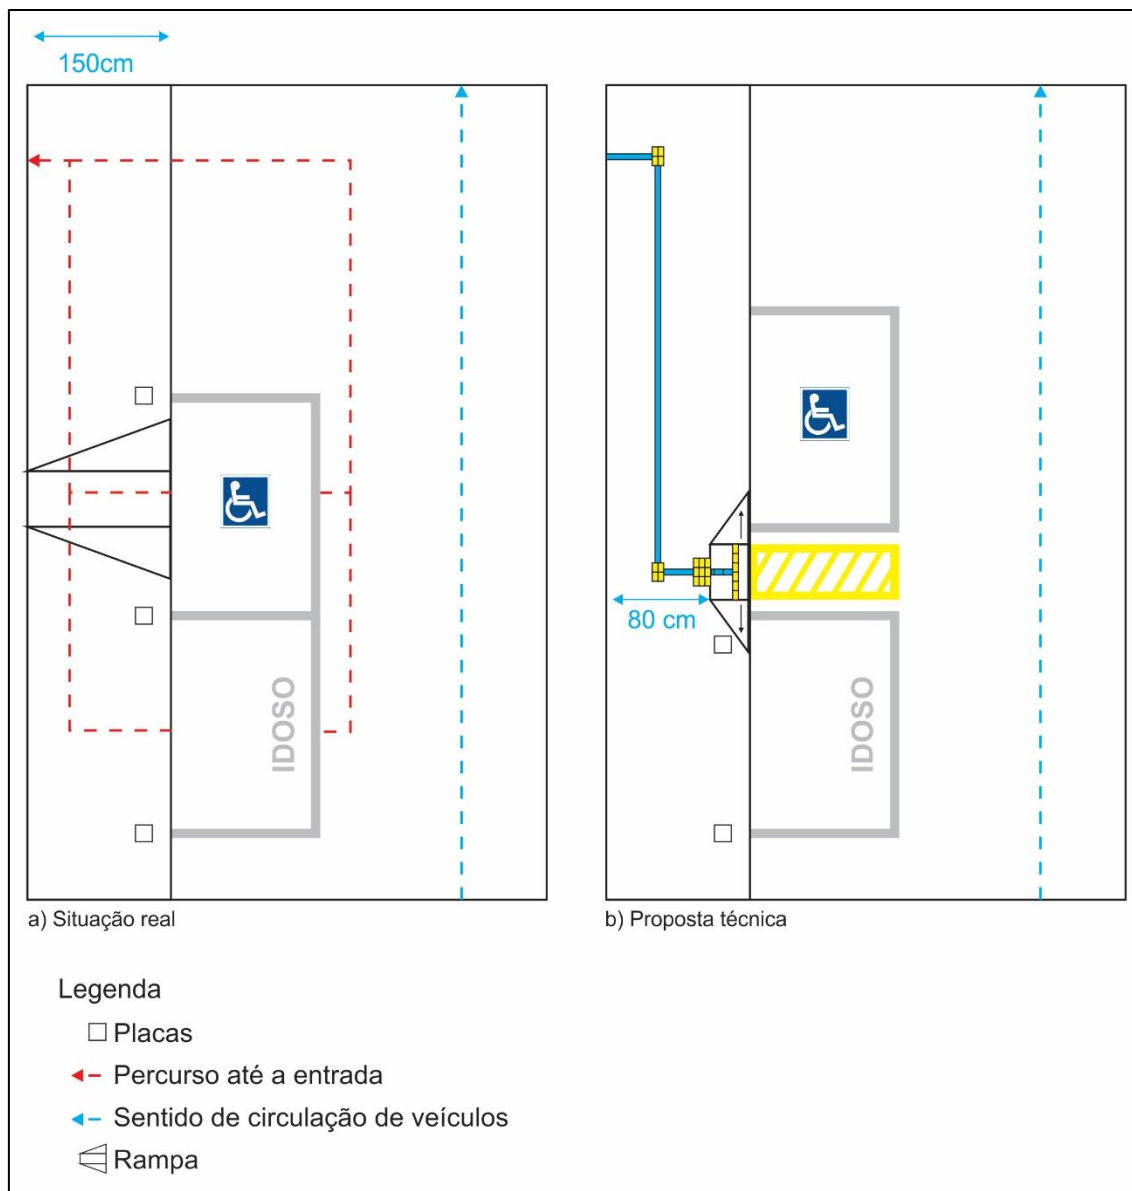 150cm
IDOSO
80 cm
IDOSO
a) Situação real
b) Proposta técnica
Legenda
Placas
Percurso até a entrada
Sentido de circulação de veículos
Rampa